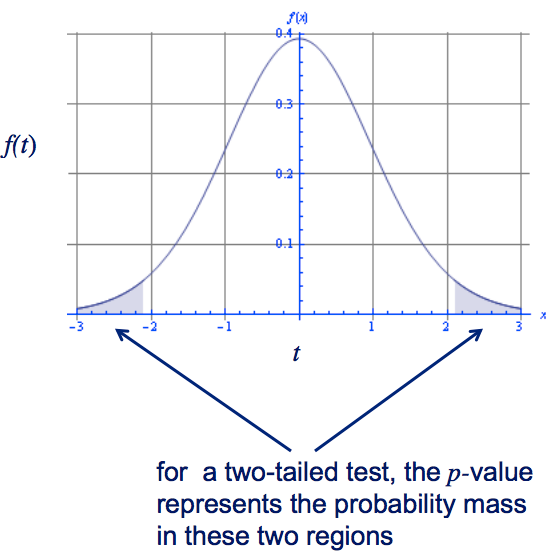 f(x)
0.4
0.3
f(t)
0.2
0.1
-3 -2 -1 1 2 3 x
t
for a two-tailed test, the p-value
represents the probability mass
in these two regions